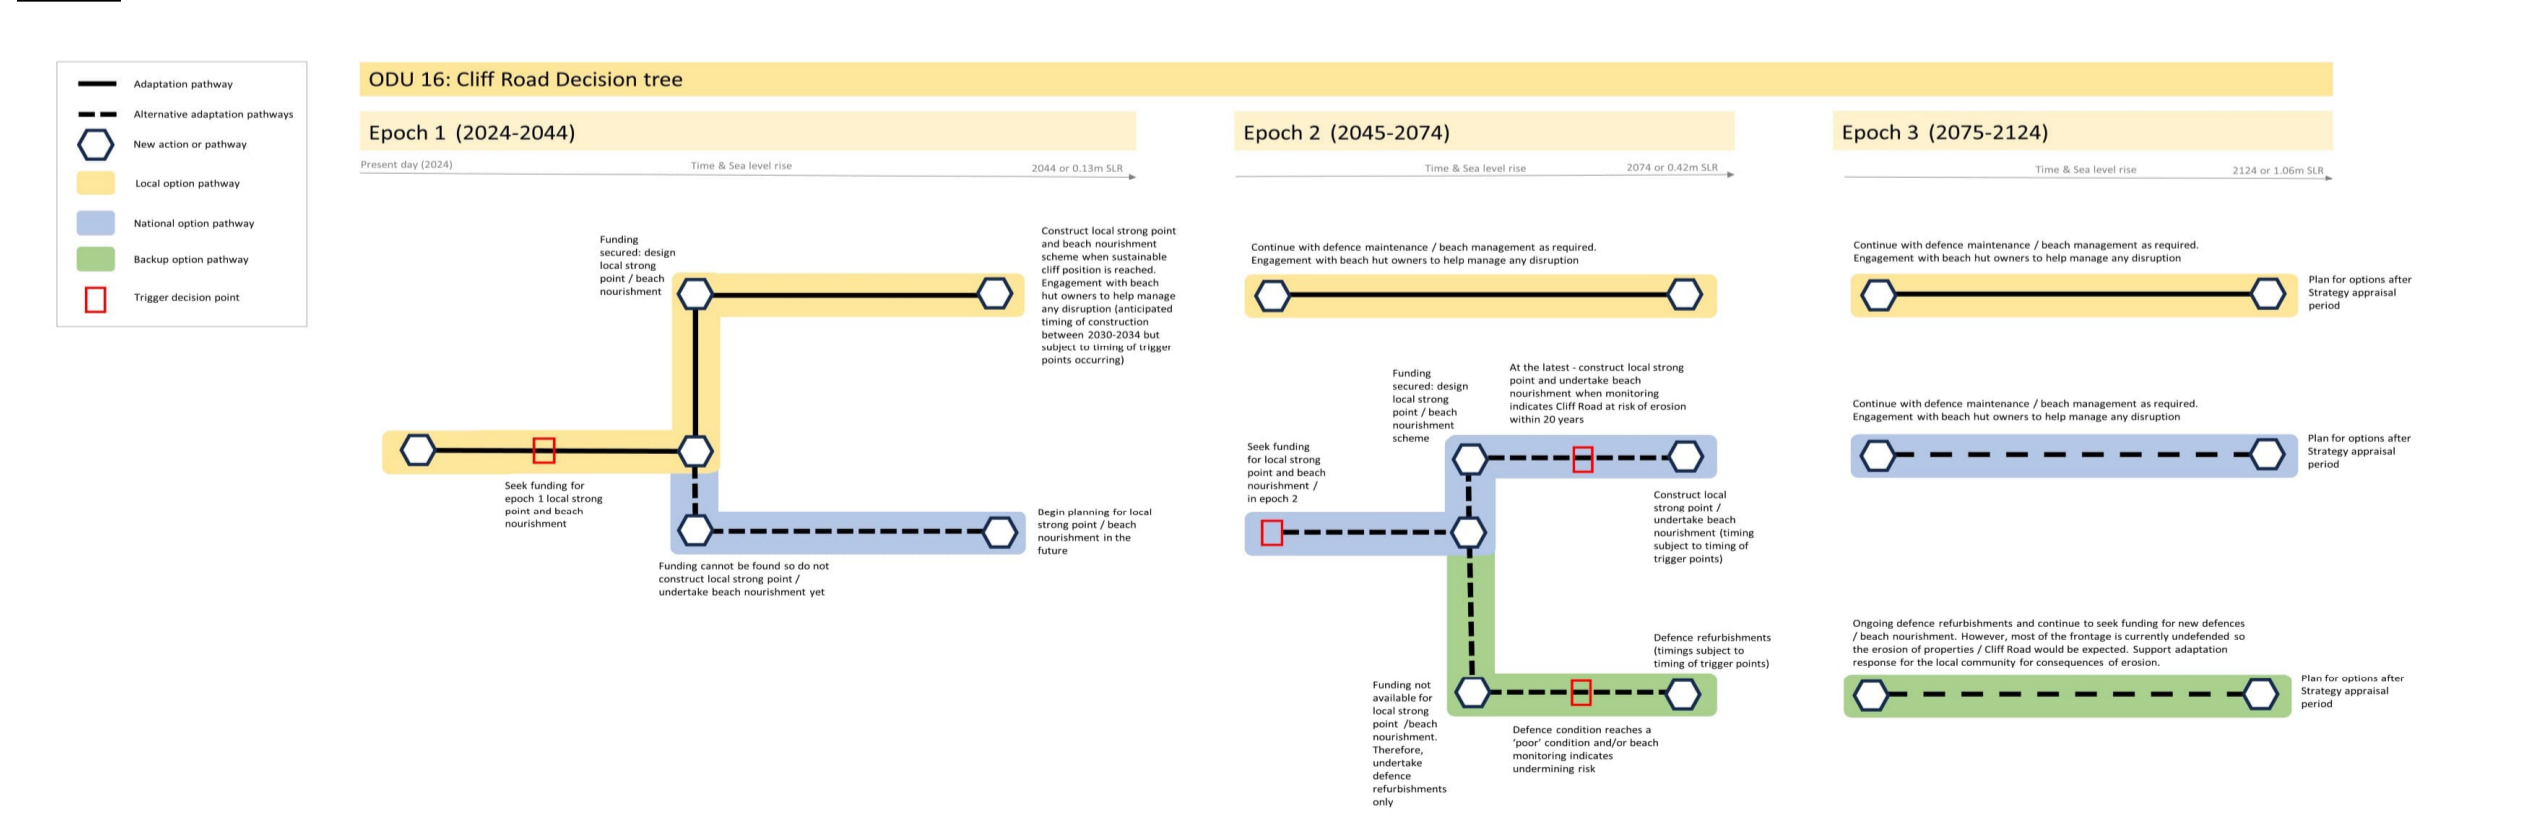 Adaptation pathway
Alternative adaptation pathways
New action or pathway
Local option pathway
National option pathway
Backup option pathway
Trigger decision point
ODU 16: Cliff Road Decision tree
Epoch 1 (2024-2044)
Present day (2024)
Time & Sea level rise
2044 or 0.13m SLR
Funding
secured: design
local strong
point / beach
nourishment
Construct local strong point
and beach nourishment
scheme when sustainable
cliff position is reached.
Engagement with beach
hut owners to help manage
any disruption (anticipated
timing of construction
between 2030-2034 but
subject to timing of trigger
points occurring)
Seek funding for
epoch 1 local strong
point and beach
nourishment
Begin planning for local
strong point / beach
nourishment in the
future
Funding cannot be found so do not
construct local strong point /
undertake beach nourishment yet
Epoch 2 (2045-2074)
Time & Sea level rise
2074 or 0.42m SLR
Continue with defence maintenance / beach management as required.
Engagement with beach hut owners to help manage any disruption
Funding
secured: design
local strong
point / beach
nourishment
scheme
At the latest - construct local strong
point and undertake beach
nourishment when monitoring
indicates Cliff Road at risk of erosion
within 20 years
Seek funding
for local strong
point and beach
nourishment /
in epoch 2
Construct local
strong point /
undertake beach
nourishment (timing
subject to timing of
trigger points)
Defence refurbishments
(timings subject to
timing of trigger points)
Funding not
available for
local strong
point /beach
nourishment.
Therefore,
undertake
defence
refurbishments
only
Defence condition reaches a
'poor' condition and/or beach
monitoring indicates
undermining risk
Epoch 3 (2075-2124)
Time & Sea level rise
2124 or 1.06m SLR
Continue with defence maintenance / beach management as required.
Engagement with beach hut owners to help manage any disruption
Plan for options after
Strategy appraisal
period
Continue with defence maintenance / beach management as required.
Engagement with beach hut owners to help manage any disruption
Plan for options after
Strategy appraisal
period
Ongoing defence refurbishments and continue to seek funding for new defences
/ beach nourishment. However, most of the frontage is currently undefended so
the erosion of properties / Cliff Road would be expected. Support adaptation
response for the local community for consequences of erosion.
Plan for options after
Strategy appraisal
period